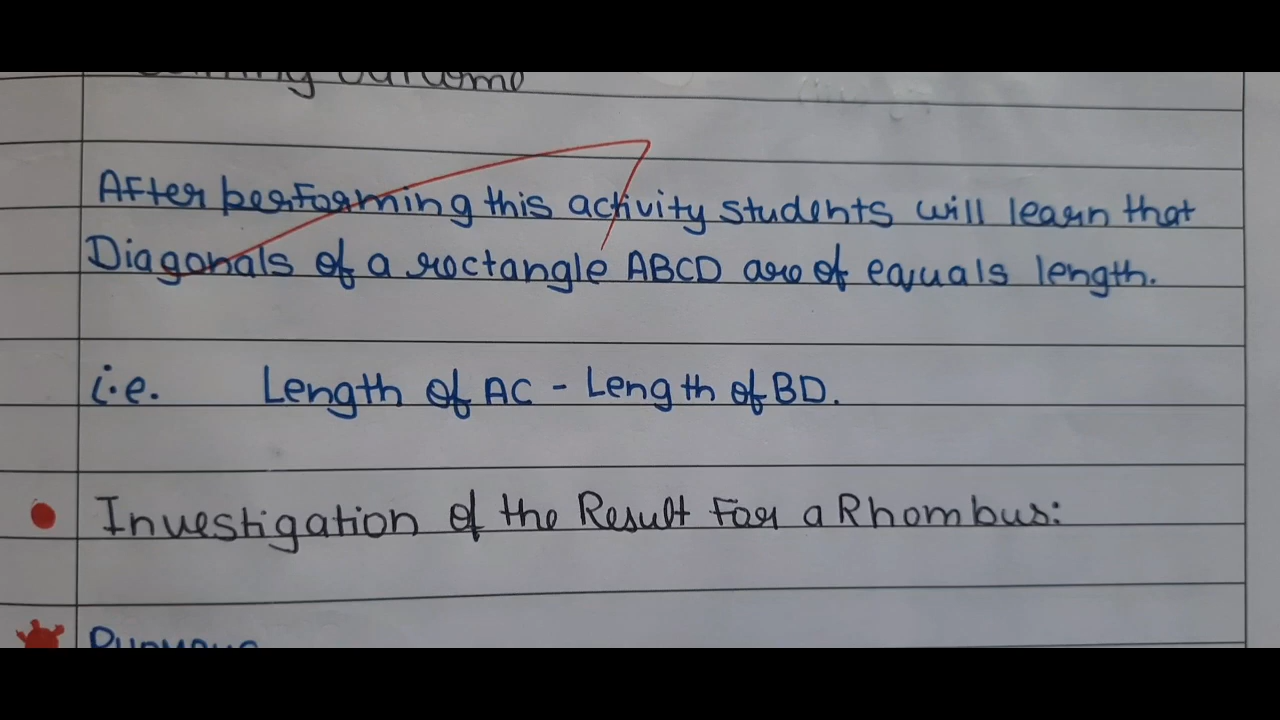 After performing this activity students will learn that
Diagonals of a rectangle ABCD are of equals length.
i.e. Length of AC - Length of BD.
Investigation of the Result For a Rhombus: